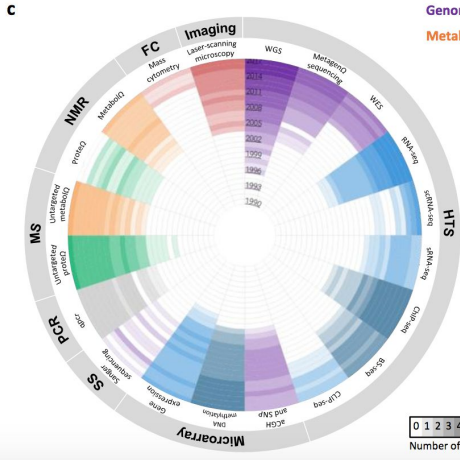 c
Genor
Metal
Imaging
FC
NMR
MS
PCR
SS
Microarray
HTS
Laser-scanning
microscopy
Mass
cytometry
MetabolQ
ProteQ
Untargeted
metabolQ
Untargeted
proteQ
qpcr
Sanger
sequencing
Gene
expression
DNA
methylation
aCGH
and SNP
CLIP-seq
BS-seq
ChIP-seq
sRNA-seq
scRNA-seq
RNA-seq
WES
MetagenQ
sequencing
WGS
2014
2011
2008
2005
2002
1999
1996
1993
1990
0 1 2 3 4
Number of